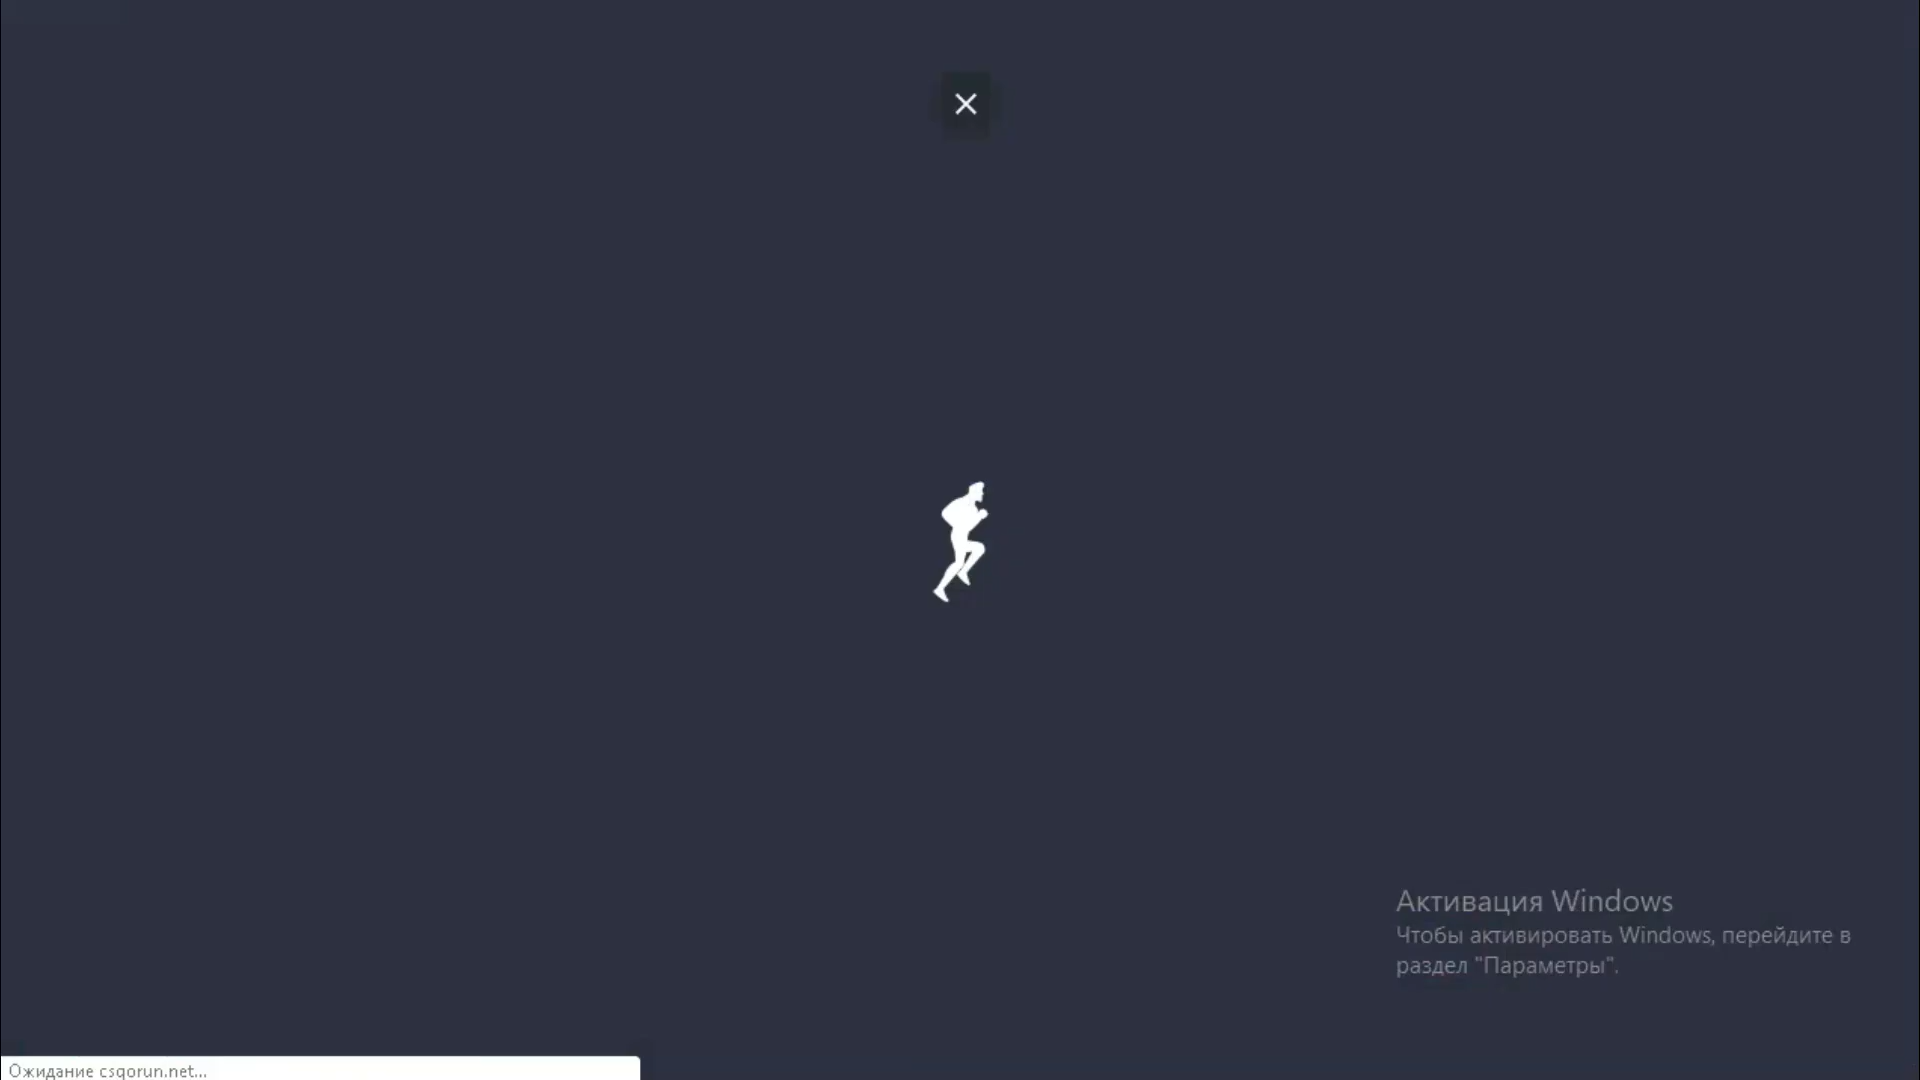 Активация Windows
Чтобы активировать Windows, перейдите в
раздел "Параметры".
Ожидание csgorun.net...